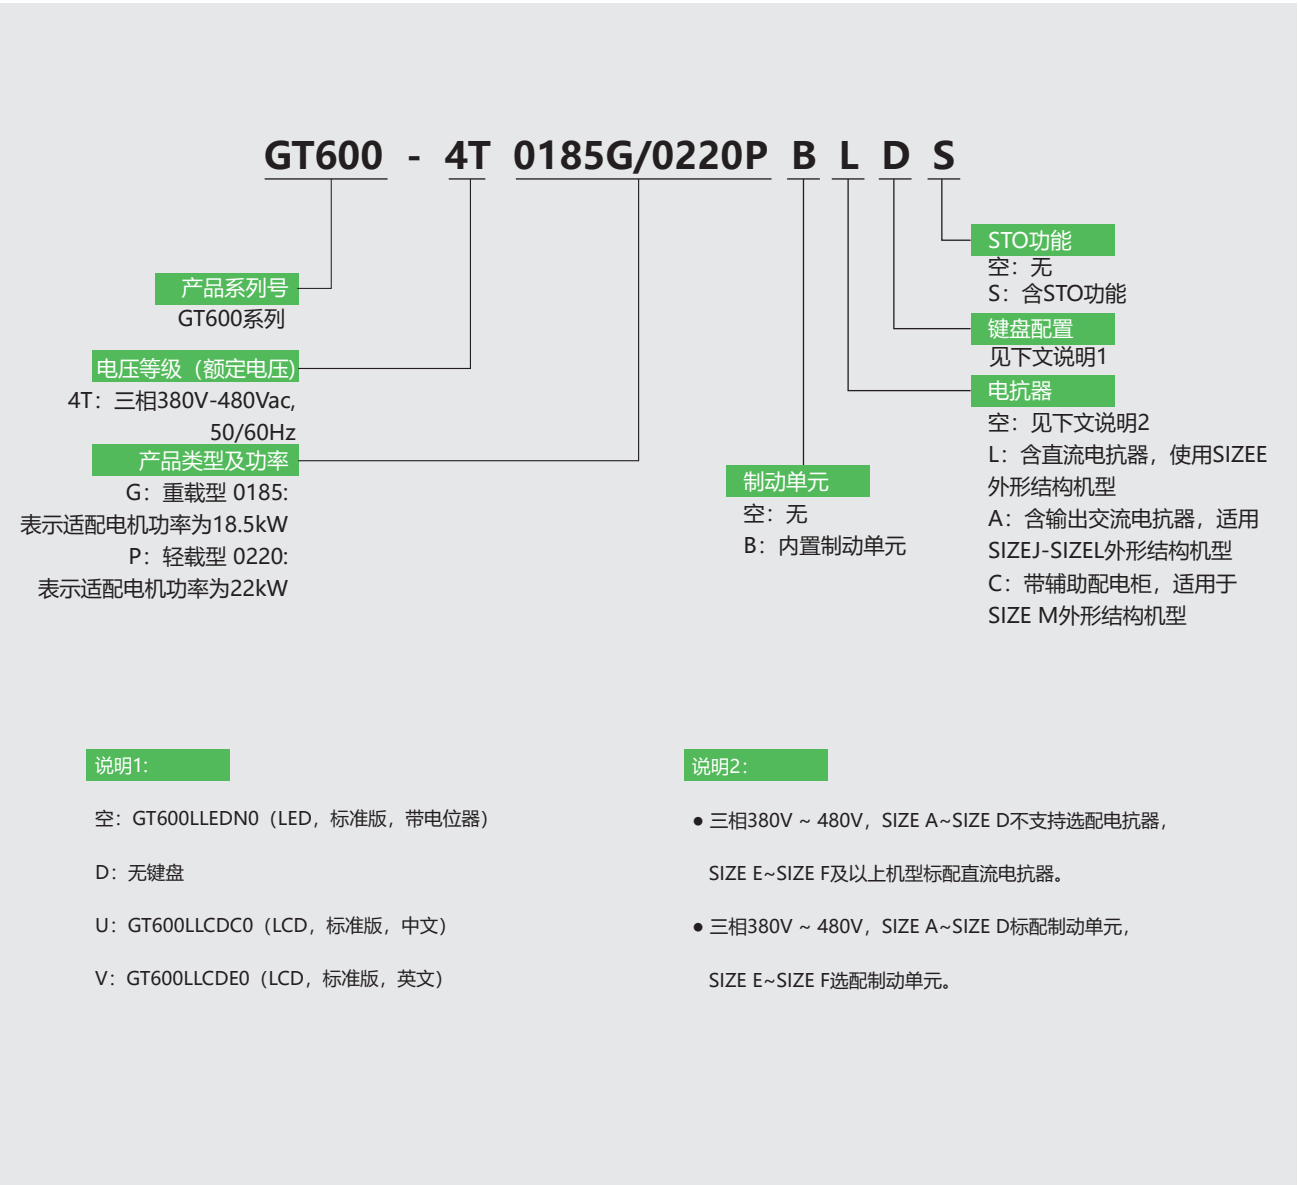 GT600 - 4T 0185G/0220P B L D S
产品系列号
GT600系列
电压等级（额定电压)
4T：三相380V-480Vac,
50/60Hz
产品类型及功率
G：重载型 0185:
表示适配电机功率为18.5kW
P：轻载型 0220:
表示适配电机功率为22kW
制动单元
空：无
B：内置制动单元
STO功能
空：无
S：含STO功能
键盘配置
见下文说明1
电抗器
空：见下文说明2
L：含直流电抗器，使用SIZEE
外形结构机型
A：含输出交流电抗器，适用
SIZEJ-SIZEL外形结构机型
C：带辅助配电柜，适用于
SIZE M外形结构机型
说明1:
空：GT600LLEDN0（LED，标准版，带电位器）
D：无键盘
U：GT600LLCDC0（LCD，标准版，中文）
V：GT600LLCDE0（LCD，标准版，英文）
说明2：
● 三相380V ~ 480V，SIZE A~SIZE D不支持选配电抗器，
SIZE E~SIZE F及以上机型标配直流电抗器。
● 三相380V ~ 480V，SIZE A~SIZE D标配制动单元，
SIZE E~SIZE F选配制动单元。